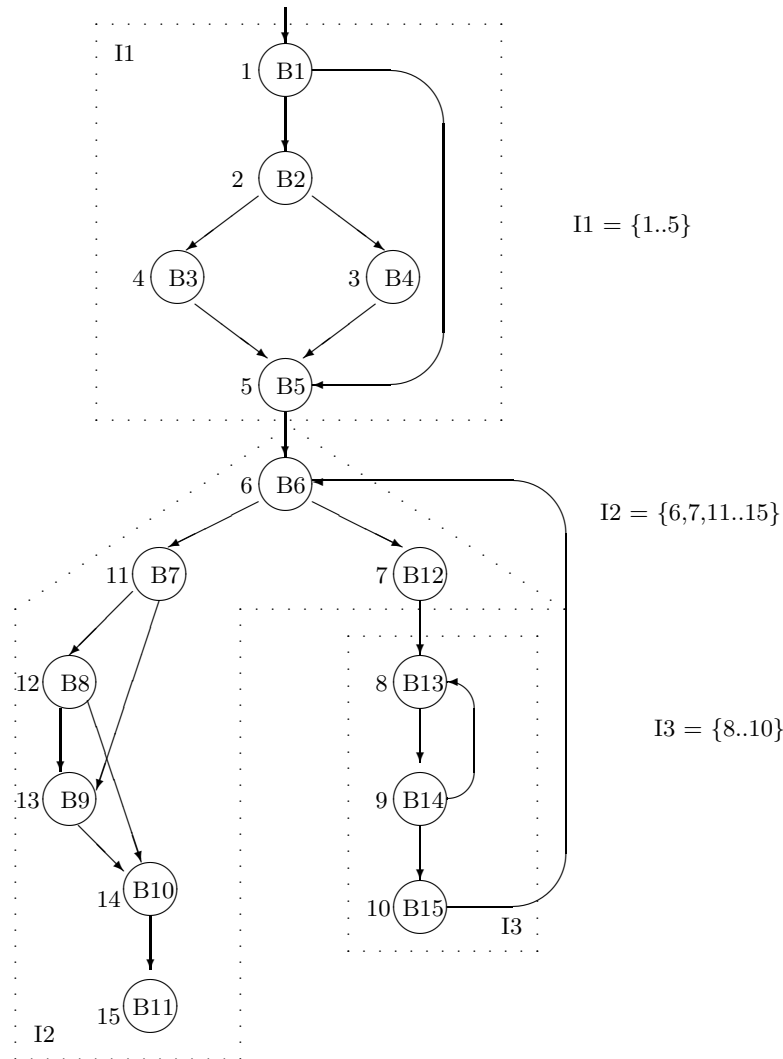 I1
1 B1
2 B2
I1 = {1..5}
4 B3
3 B4
5 B5
6 B6
I2 = {6,7,11..15}
11 B7
7 B12
12 B8
8 B13
I3 = {8..10}
13 B9
9 B14
14 B10
10 B15
I3
15 B11
I2